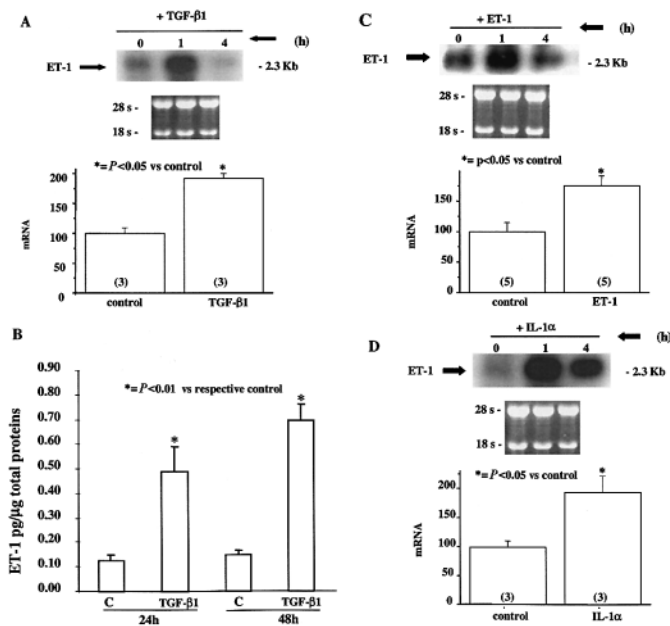 A
+ TGF-β1
0 1 4 (h)
ET-1 - 2.3 Kb
28 s -
18 s -
*= P<0.05 vs control
mRNA
200
150
100
50
0
*
(3) (3)
control TGF-β1
B
ET-1 pg/µg total proteins
0.90
0.80
0.70
0.60
0.50
0.40
0.30
0.20
0.10
0.00
*=P<0.01 vs respective control
*
*
C TGF-β1 C TGF-β1
24h 48h
C
+ ET-1
0 1 4 (h)
ET-1 - 2.3 Kb
28 s -
18 s -
*= p<0.05 vs control
mRNA
200
150
100
50
0
*
(5) (5)
control ET-1
D
+ IL-1α
0 1 4 (h)
ET-1 - 2.3 Kb
28 s -
18 s -
*= P<0.05 vs control
mRNA
200
100
50
0
*
(3) (3)
control IL-1α